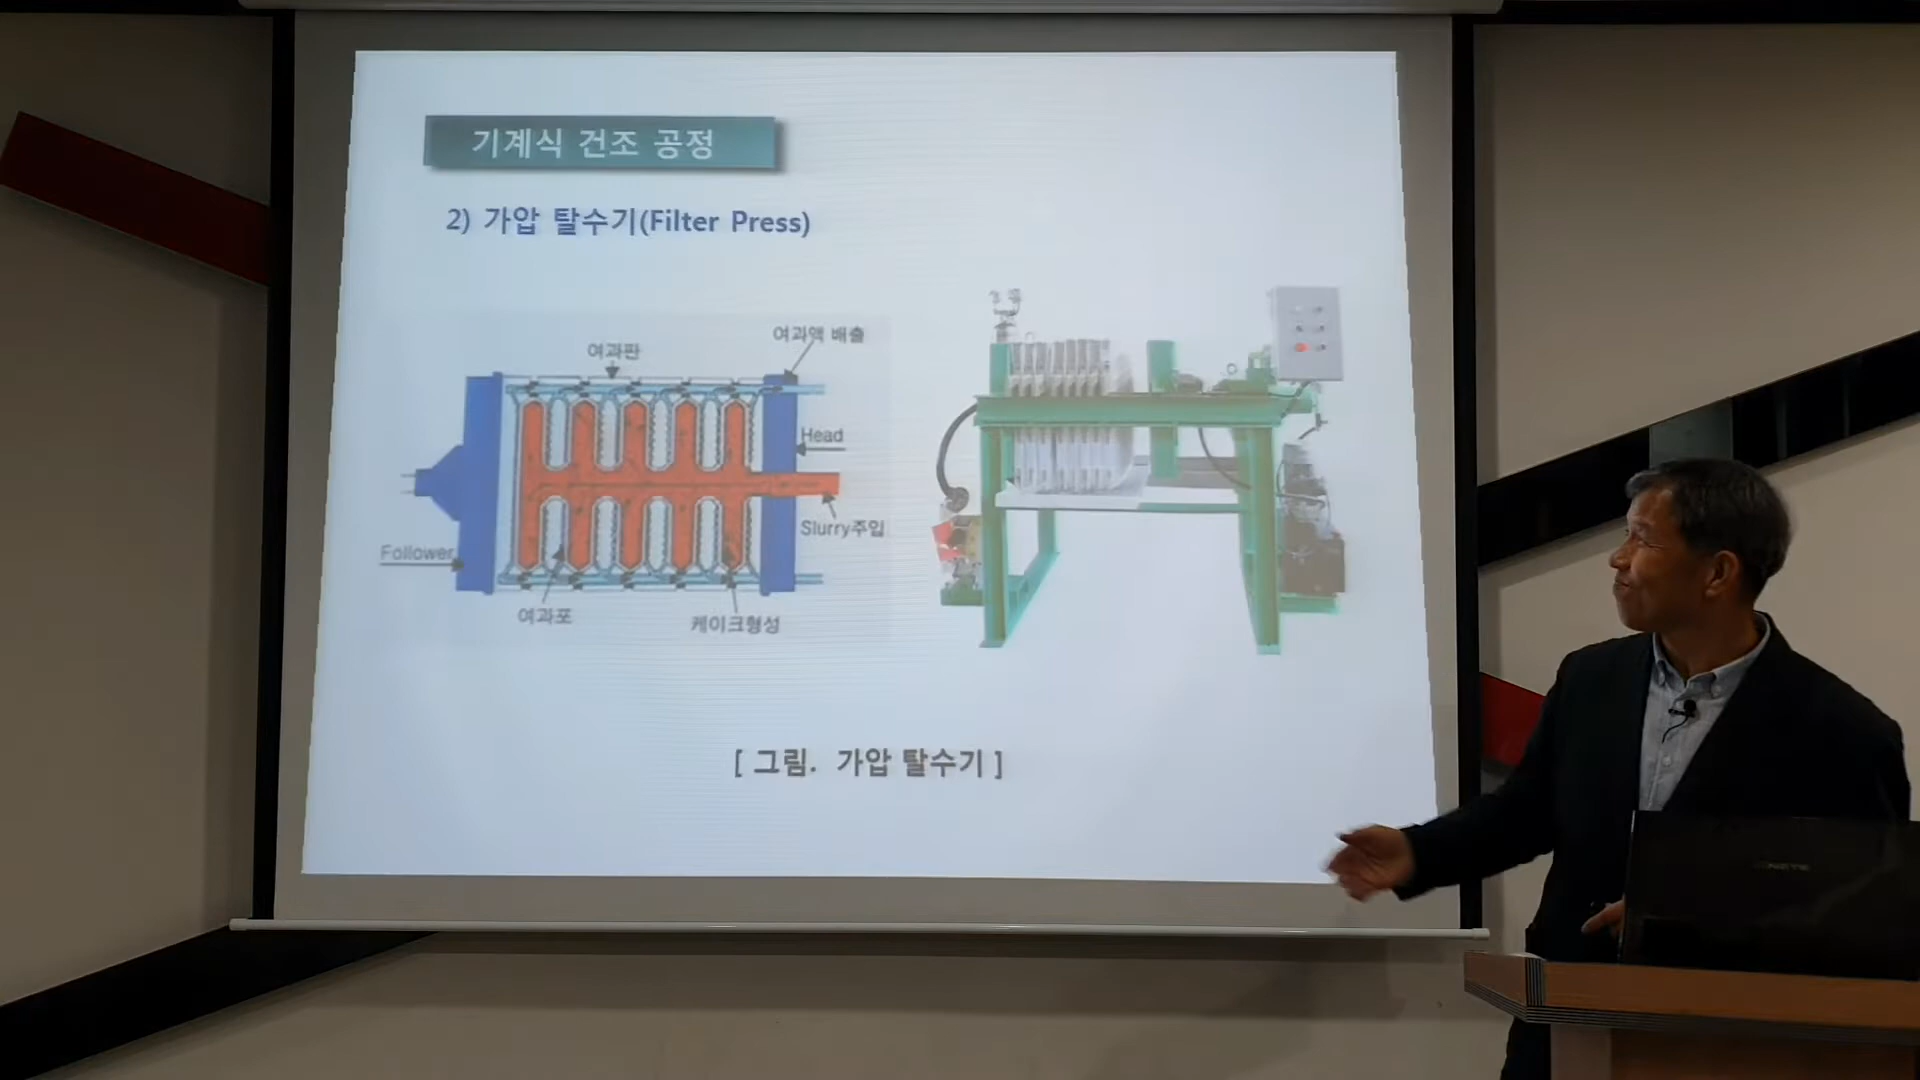 기계식 건조 공정
2) 가압 탈수기(Filter Press)
여과액 배출
여과판
Head
Slurry주입
Follower
여과포
케이크형성
[ 그림. 가압 탈수기 ]